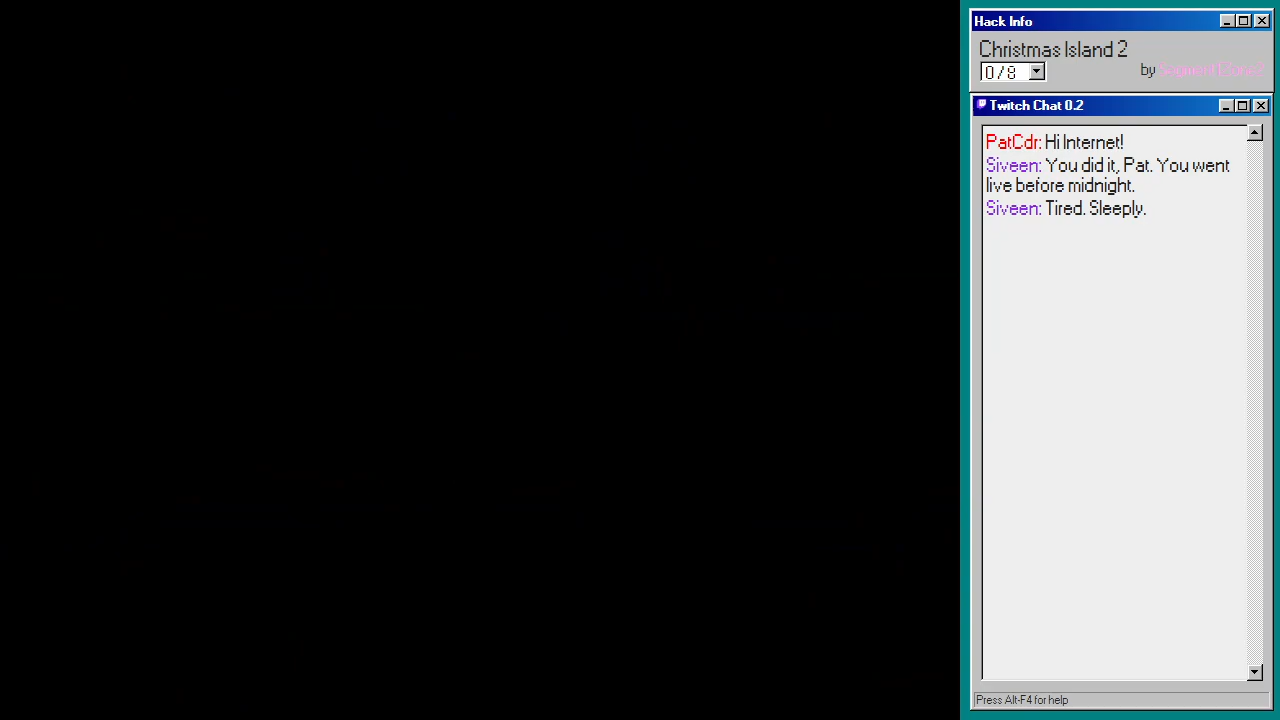 Hack Info
Christmas Island 2
0/8
by
Twitch Chat 0.2
PatCdr: Hi Internet!
Siveen: You did it, Pat. You went
live before midnight.
Siveen: Tired. Sleeply.
Press Alt-F4 for help